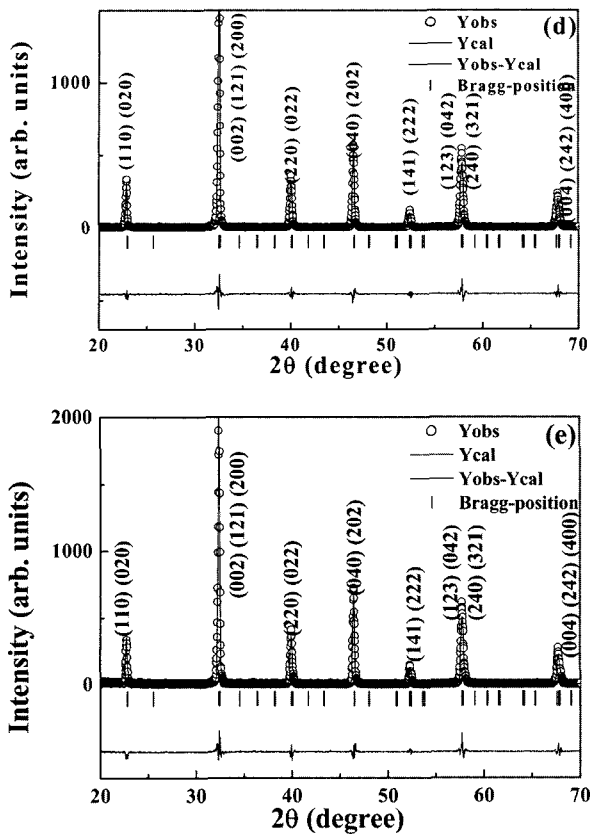 (d)
Yobs
Ycal
Yobs-Ycal
Bragg-position
Intensity (arb. units)
1000
0
(110) (020)
(002) (121) (200)
(220) (022)
(040) (202)
(141) (222)
(123) (042)
(240) (321)
(004) (242) (400)
20 30 40 50 60 70
2θ (degree)
(e)
Yobs
Ycal
Yobs-Ycal
Bragg-position
Intensity (arb. units)
2000
1000
0
(110) (020)
(002) (121) (200)
(220) (022)
(040) (202)
(141) (222)
(123) (042)
(240) (321)
(004) (242) (400)
20 30 40 50 60 70
2θ (degree)